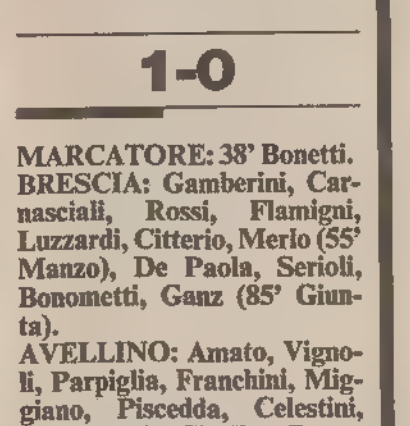 1-0
MARCATORE: 38' Bonetti.
BRESCIA: Gamberini, Car-
nasciali, Rossi, Flamigni,
Luzzardi, Citterio, Merlo (55'
Manzo), De Paola, Serioli,
Bonometti, Ganz (85' Giun-
ta).
AVELLINO: Amato, Vigno-
li, Parpiglia, Franchini, Mig-
giano, Piscedda, Celestini,